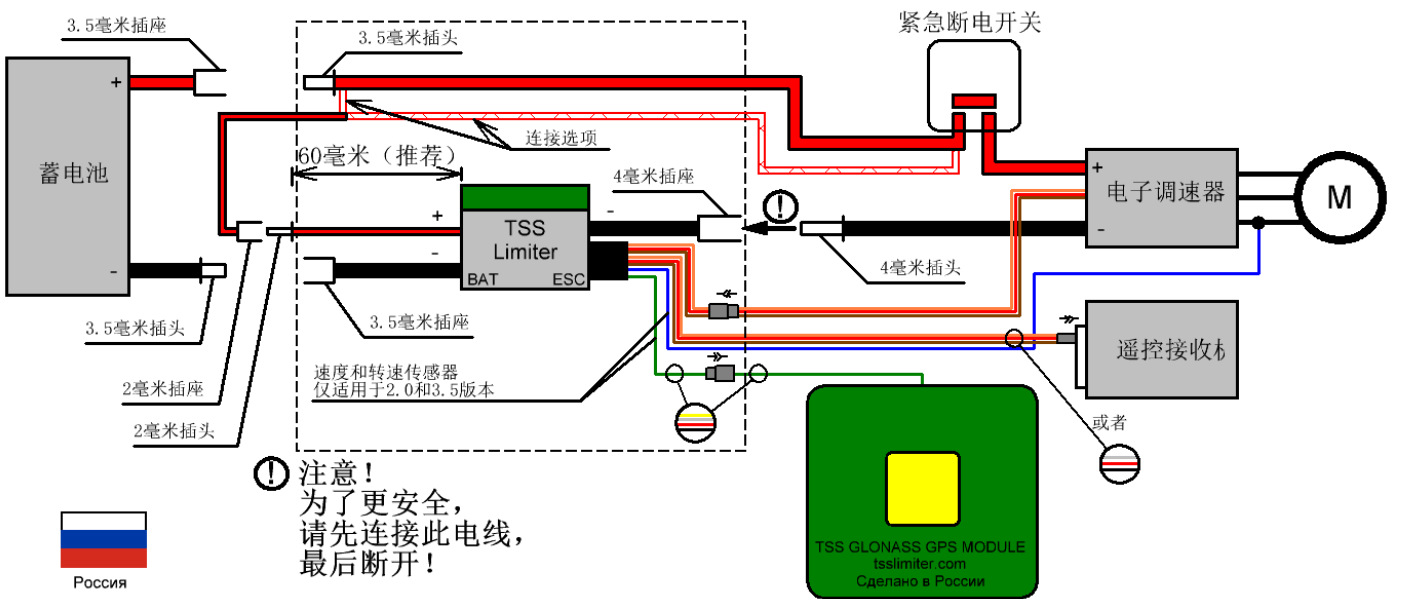 3.5毫米插座
3.5毫米插头
紧急断电开关
+
蓄电池
-
连接选项
60毫米（推荐）
4毫米插座
+
-
TSS
Limiter
-
BAT
ESC
+
电子调速器
-
M
4毫米插头
3.5毫米插座
3.5毫米插头
速度和转速传感器
仅适用于2.0和3.5版本
遥控接收
2毫米插座
2毫米插头
或者
! 注意！
为了更安全，
请先连接此电线，
最后断开！
!
Россия
TSS GLONASS GPS MODULE
tsslimiter.com
Сделано в России